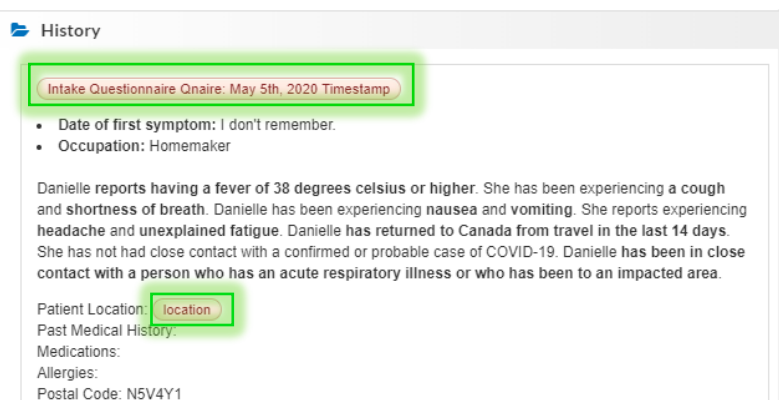 History
Intake Questionnaire Qnaire: May 5th, 2020 Timestamp
• Date of first symptom: I don't remember.
• Occupation: Homemaker
Danielle reports having a fever of 38 degrees celsius or higher. She has been experiencing a cough
and shortness of breath. Danielle has been experiencing nausea and vomiting. She reports experiencing
headache and unexplained fatigue. Danielle has returned to Canada from travel in the last 14 days.
She has not had close contact with a confirmed or probable case of COVID-19. Danielle has been in close
contact with a person who has an acute respiratory illness or who has been to an impacted area.
Patient Location: location
Past Medical History:
Medications:
Allergies:
Postal Code: N5V4Y1